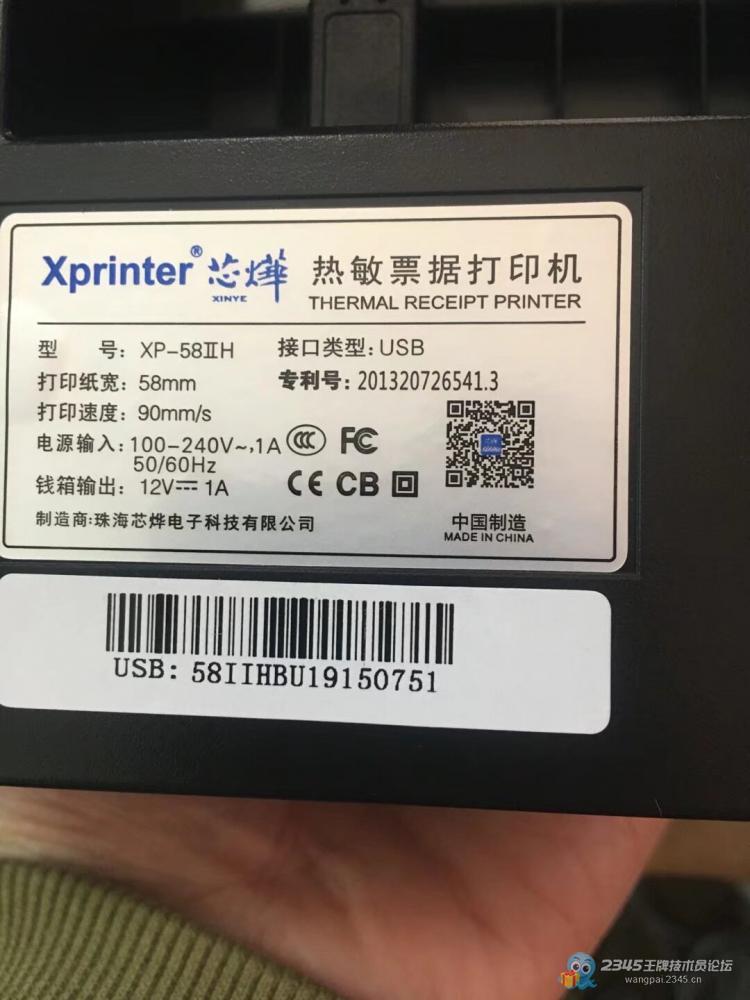 Xprinter® 芯烨 热敏票据打印机
XINYE THERMAL RECEIPT PRINTER
型 号: XP-58ⅡH 接口类型: USB
打印纸宽: 58mm 专利号: 201320726541.3
打印速度: 90mm/s
电源输入: 100-240V~,1A CCC FC
50/60Hz
钱箱输出: 12V⎓1A CE CB
制造商:珠海芯烨电子科技有限公司 中国制造
MADE IN CHINA
USB: 58IIHBU19150751
2345王牌技术员论坛
wangpai.2345.cn